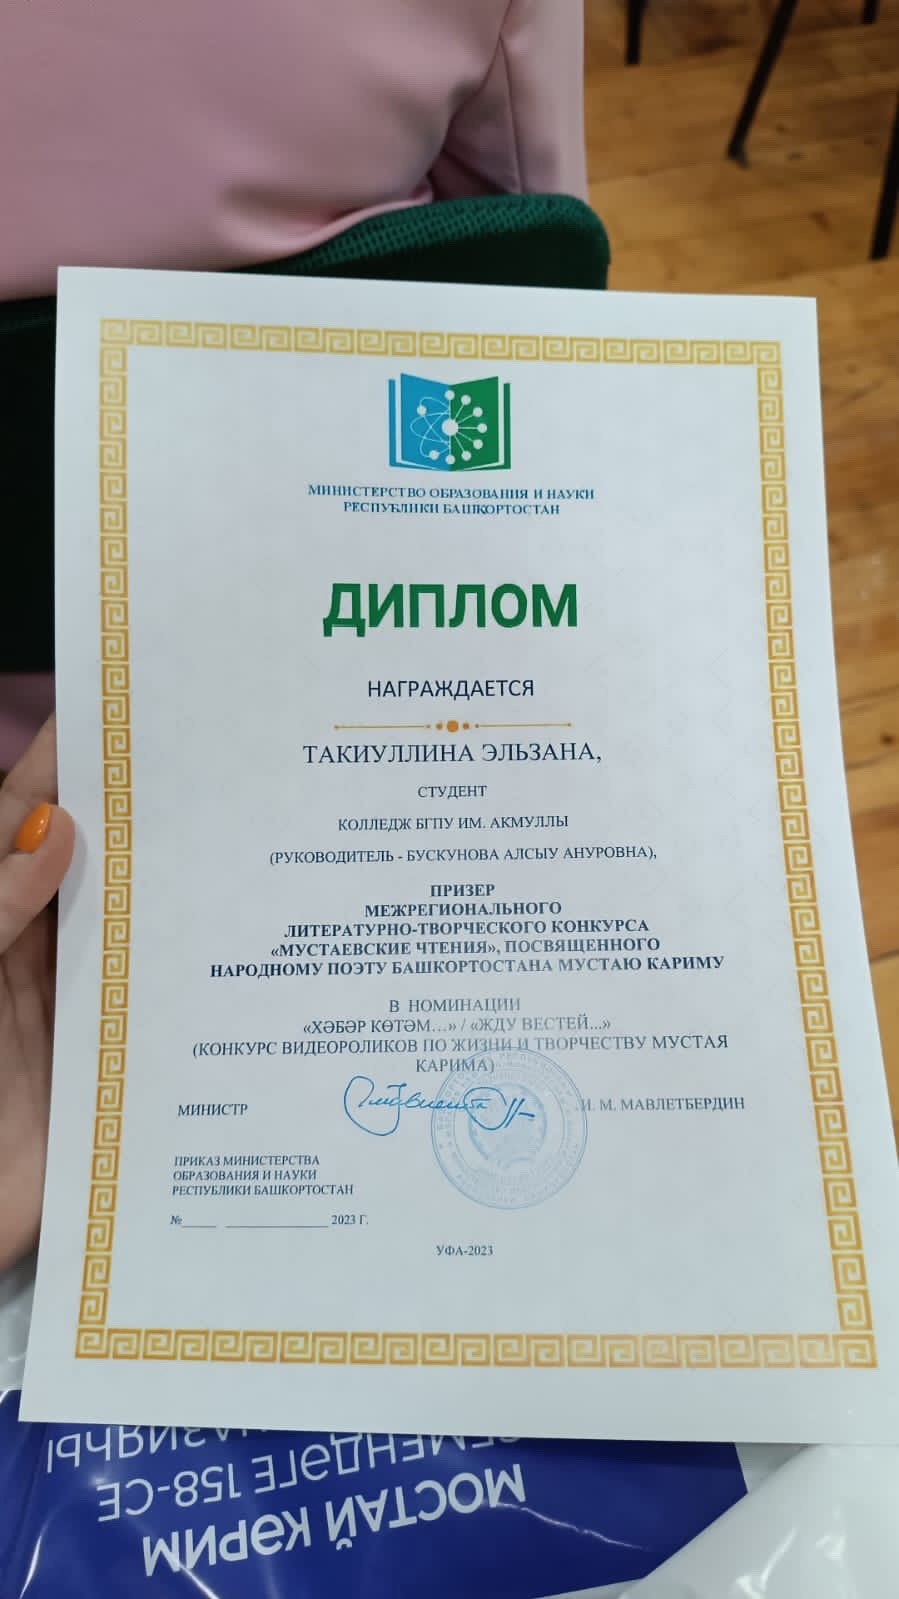 МИНИСТЕРСТВО ОБРАЗОВАНИЯ И НАУКИ
РЕСПУБЛИКИ БАШКОРТОСТАН
ДИПЛОМ
НАГРАЖДАЕТСЯ
ТАКИУЛЛИНА ЭЛЬЗАНА,
СТУДЕНТ
КОЛЛЕДЖ БГПУ ИМ. АКМУЛЛЫ
(РУКОВОДИТЕЛЬ - БУСКУНОВА АЛСЫУ АНУРОВНА),
ПРИЗЕР
МЕЖРЕГИОНАЛЬНОГО
ЛИТЕРАТУРНО-ТВОРЧЕСКОГО КОНКУРСА
«МУСТАЕВСКИЕ ЧТЕНИЯ», ПОСВЯЩЕННОГО
НАРОДНОМУ ПОЭТУ БАШКОРТОСТАНА МУСТАЮ КАРИМУ
В НОМИНАЦИИ
«ХӘБӘР КӨТӘМ...» / «ЖДУ ВЕСТЕЙ...»
(КОНКУРС ВИДЕОРОЛИКОВ ПО ЖИЗНИ И ТВОРЧЕСТВУ МУСТАЯ
КАРИМА)
МИНИСТР И. М. МАВЛЕТБЕРДИН
ПРИКАЗ МИНИСТЕРСТВА
ОБРАЗОВАНИЯ И НАУКИ
РЕСПУБЛИКИ БАШКОРТОСТАН
№______ _________________ 2023 Г.
УФА-2023
МОСТАЙ КӘРИМ
158-СЕ